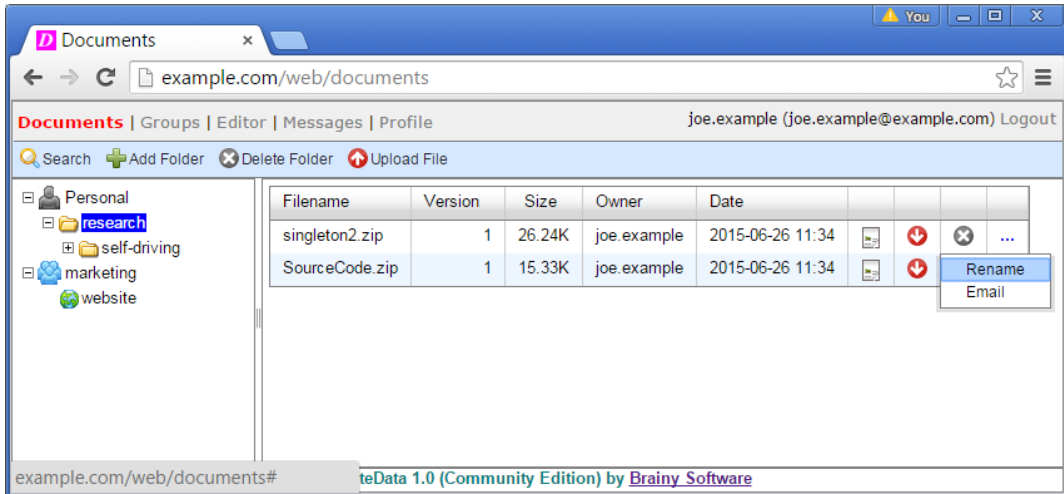 You
D Documents
example.com/web/documents
Documents | Groups | Editor | Messages | Profile
joe.example (joe.example@example.com) Logout
Search Add Folder Delete Folder Upload File
Personal
research
self-driving
marketing
website
Filename Version Size Owner Date
singleton2.zip 1 26.24K joe.example 2015-06-26 11:34 ...
SourceCode.zip 1 15.33K joe.example 2015-06-26 11:34
Rename
Email
example.com/web/documents#
teData 1.0 (Community Edition) by Brainy Software